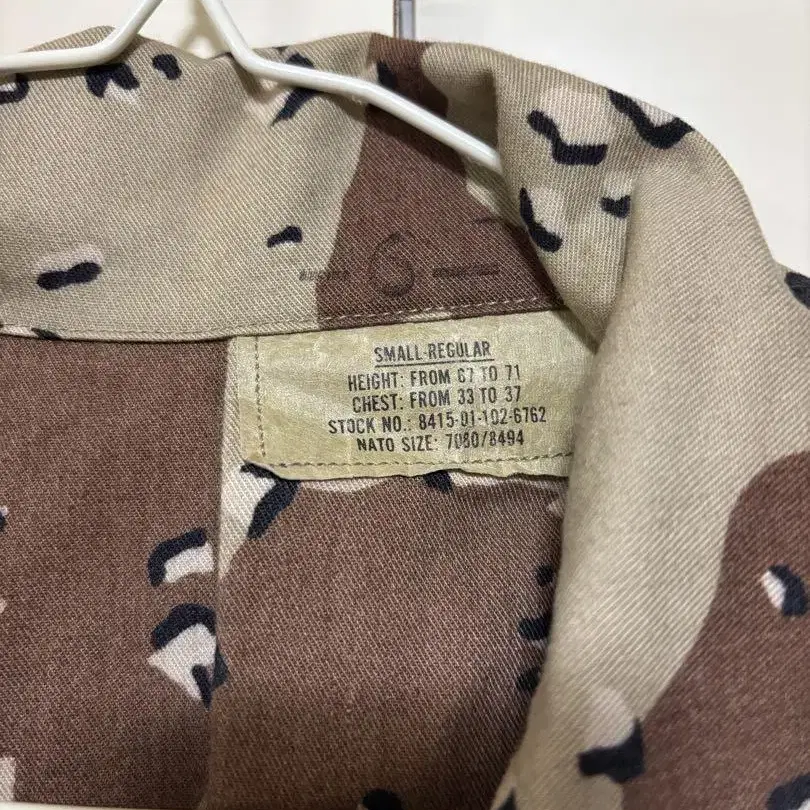 SMALL-REGULAR
HEIGHT: FROM 67 TO 71
CHEST: FROM 33 TO 37
STOCK NO.: 8415-01-102-6762
NATO SIZE: 7080/8494
S